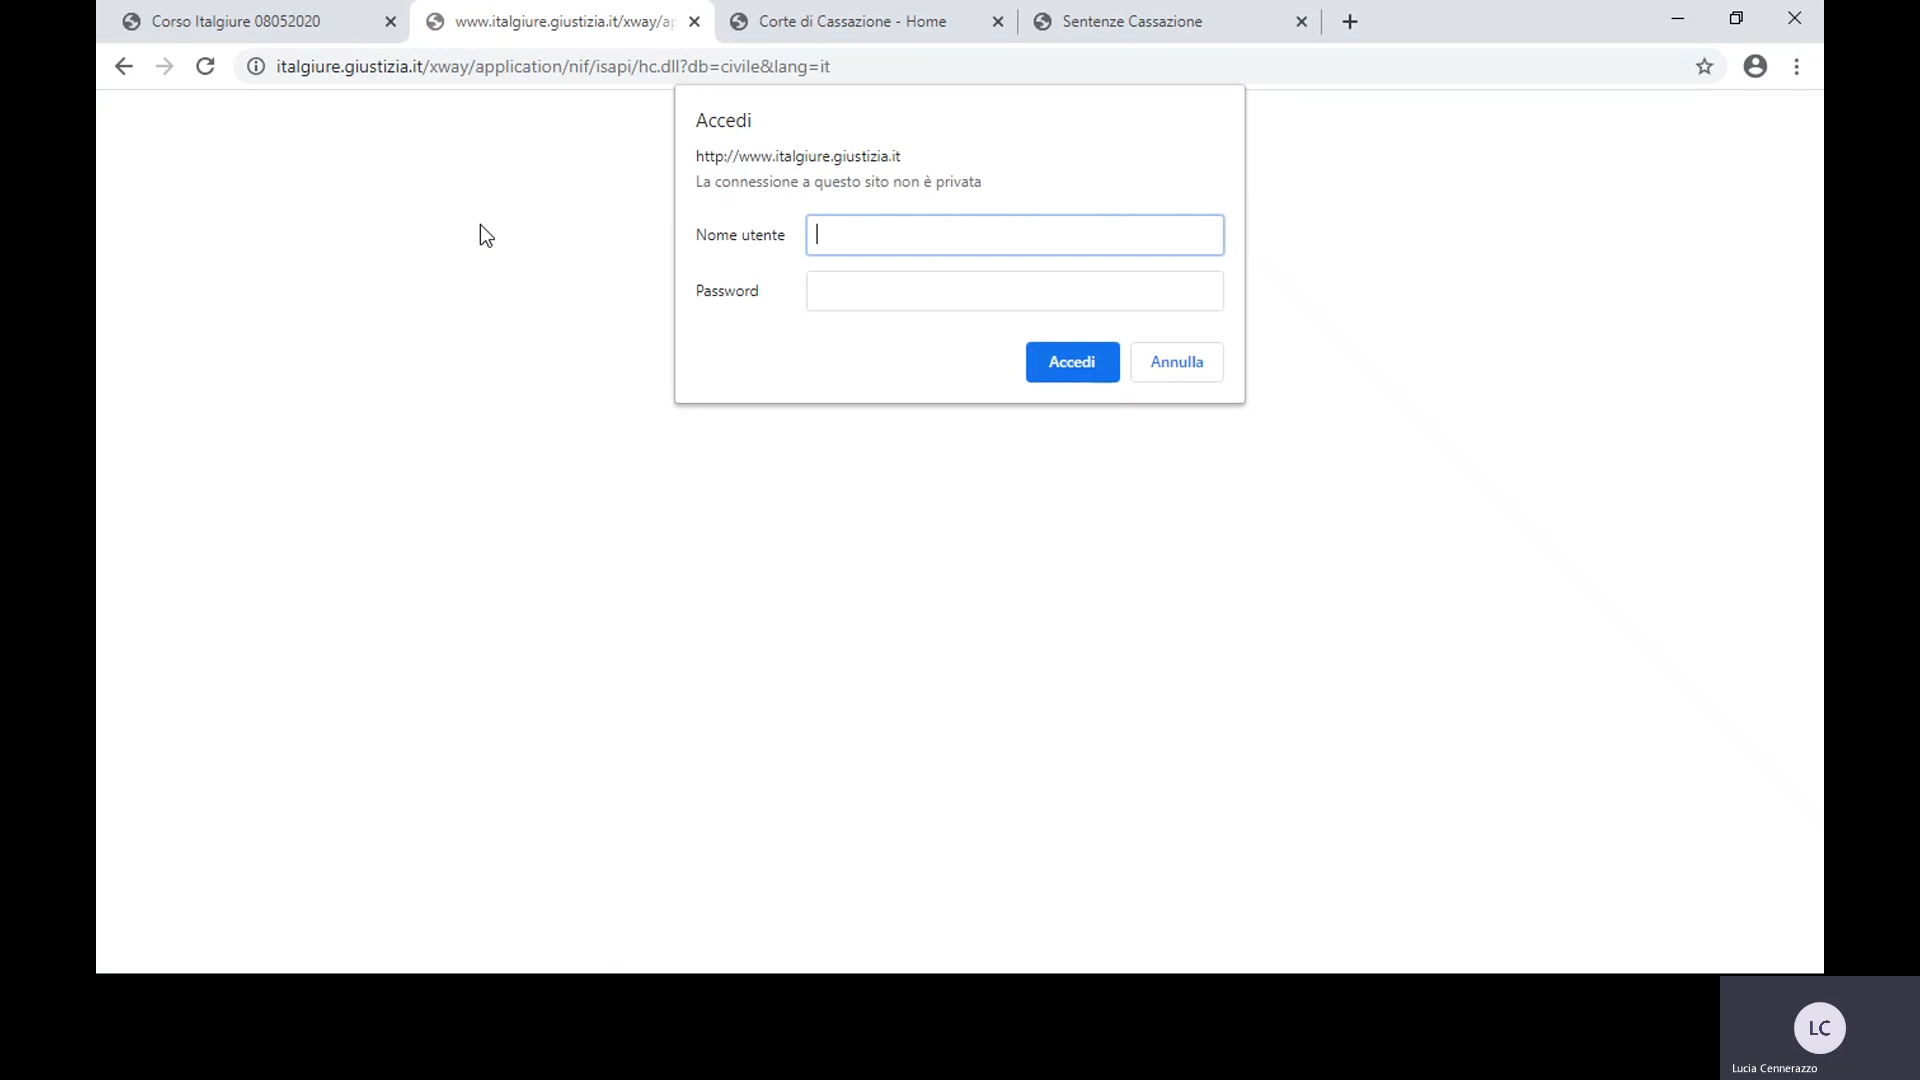 Corso Italgiure 08052020
www.italgiure.giustizia.it/xway/ap
Corte di Cassazione - Home
Sentenze Cassazione
italgiure.giustizia.it/xway/application/nif/isapi/hc.dll?db=civile&lang=it
Accedi
http://www.italgiure.giustizia.it
La connessione a questo sito non è privata
Nome utente
Password
Accedi
Annulla
LC
Lucia Cennerazzo